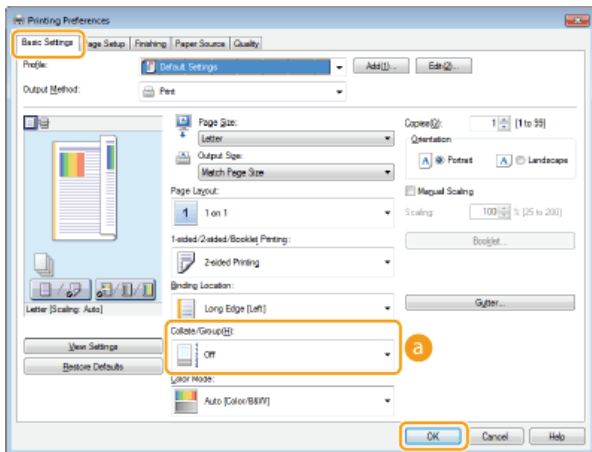 Printing Preferences
Basic Settings Page Setup Finishing Paper Source Quality
Profile: Default Settings Add(1)... Edit(2)...
Output Method: Print
Page Size:
Letter
Output Size:
Match Page Size
Page Layout:
1 1 on 1
1-sided/2-sided/Booklet Printing:
2-sided Printing
Binding Location:
Long Edge [Left]
Collate/Group(H):
Off
a
Color Mode:
Auto [Color/B&W]
Copies(Q): 1 [1 to 99]
Orientation
A Portrait A Landscape
Manual Scaling
Scaling: 100 % [25 to 200]
Booklet...
Gutter...
Letter [Scaling: Auto]
View Settings
Restore Defaults
OK Cancel Help